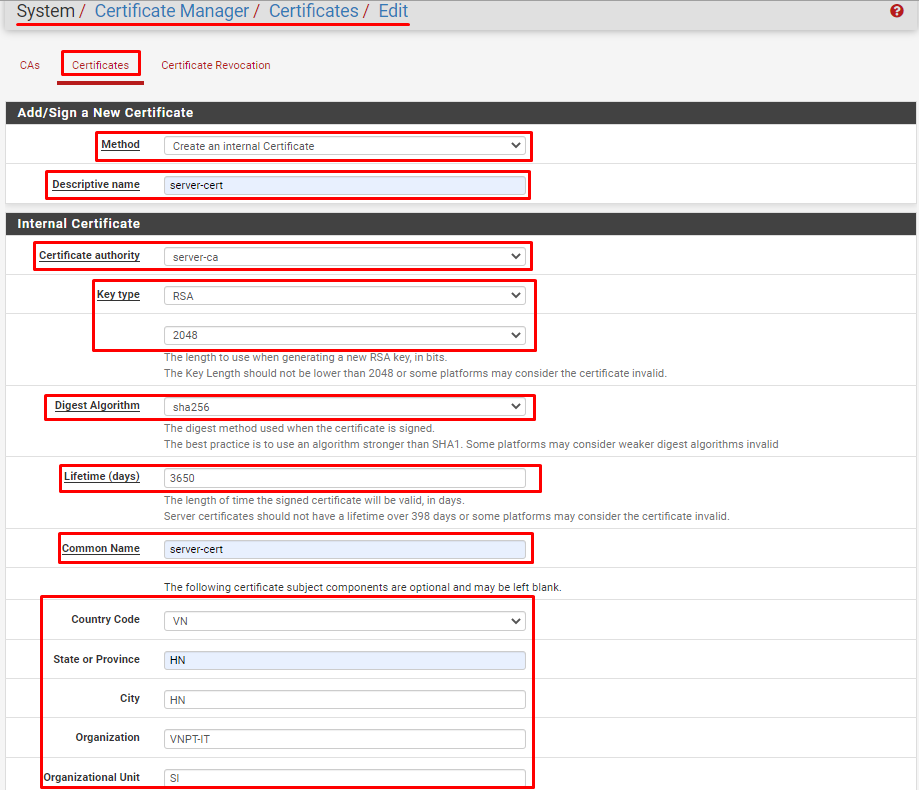 System / Certificate Manager / Certificates / Edit
?
CAs Certificates Certificate Revocation
Add/Sign a New Certificate
Method Create an internal Certificate
Descriptive name server-cert
Internal Certificate
Certificate authority server-ca
Key type RSA
2048
The length to use when generating a new RSA key, in bits.
The Key Length should not be lower than 2048 or some platforms may consider the certificate invalid.
Digest Algorithm sha256
The digest method used when the certificate is signed.
The best practice is to use an algorithm stronger than SHA1. Some platforms may consider weaker digest algorithms invalid
Lifetime (days) 3650
The length of time the signed certificate will be valid, in days.
Server certificates should not have a lifetime over 398 days or some platforms may consider the certificate invalid.
Common Name server-cert
The following certificate subject components are optional and may be left blank.
Country Code VN
State or Province HN
City HN
Organization VNPT-IT
Organizational Unit SI